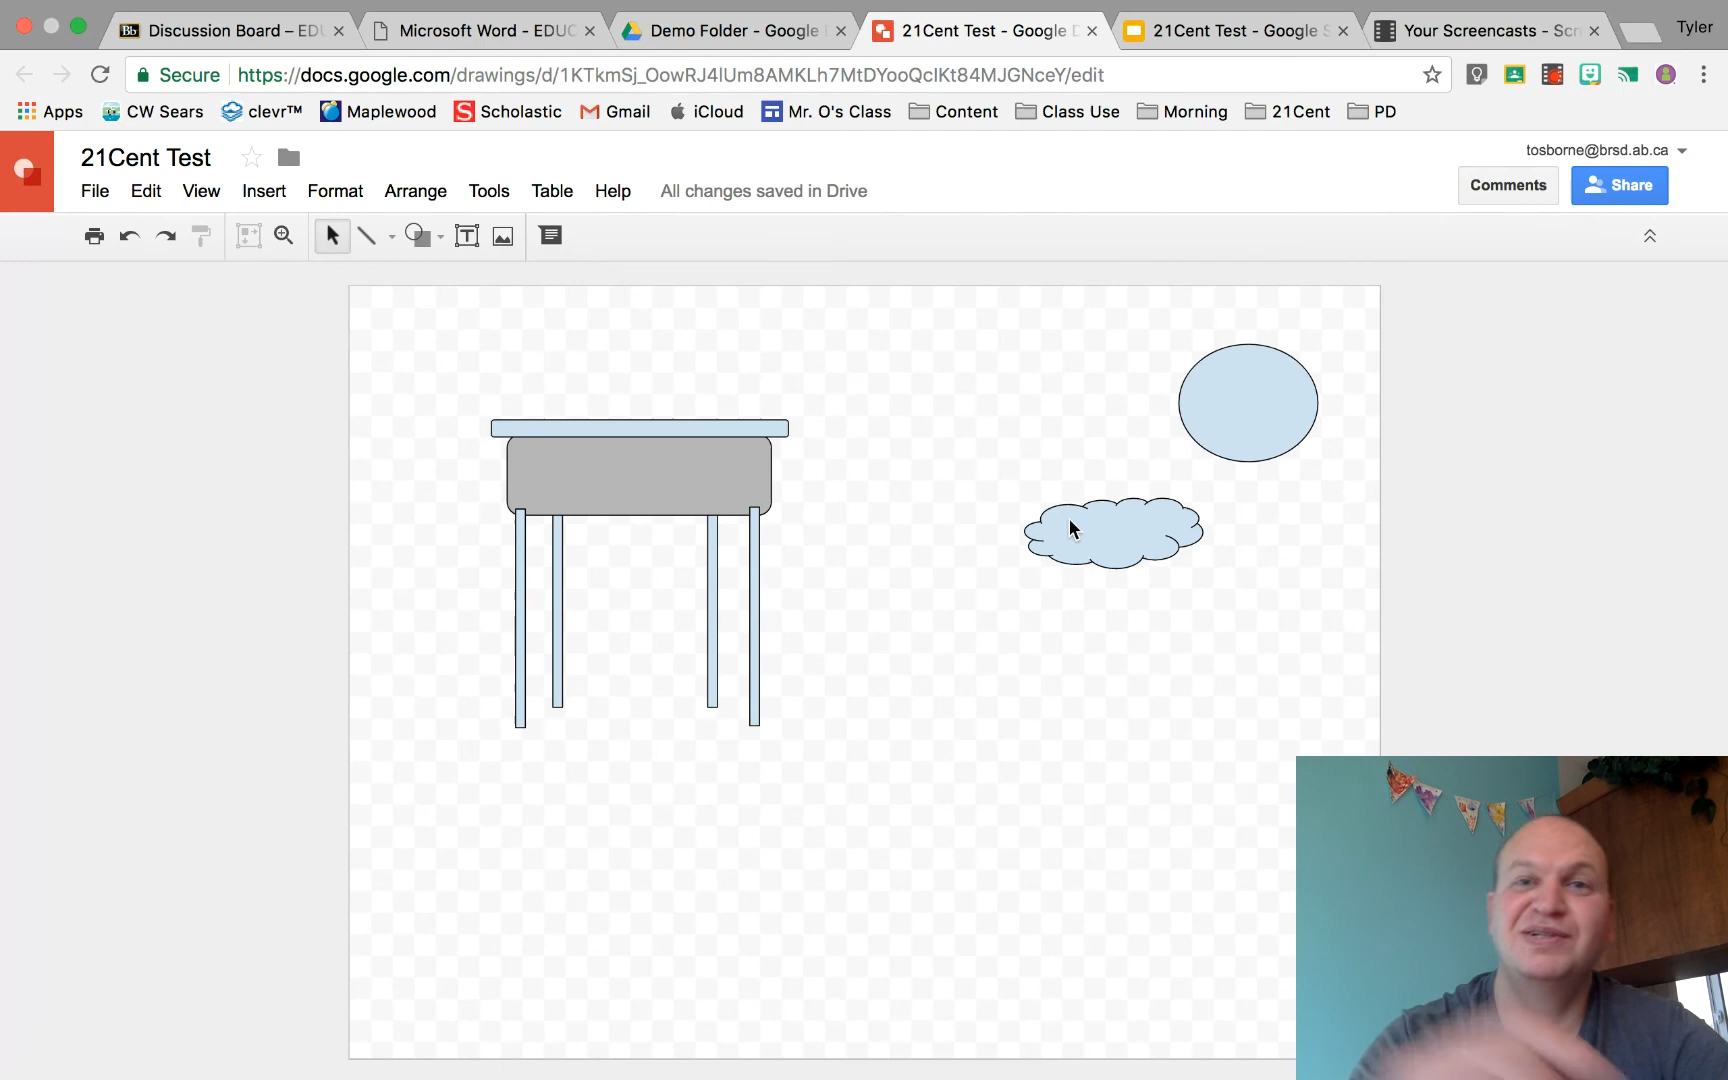 Bb Discussion Board – EDU
Microsoft Word - EDUC
Demo Folder - Google
21Cent Test - Google D
21Cent Test - Google S
Your Screencasts - Scr
Tyler
Secure https://docs.google.com/drawings/d/1KTkmSj_OowRJ4lUm8AMKLh7MtDYooQclKt84MJGNceY/edit
Apps CW Sears clevr™ Maplewood Scholastic Gmail iCloud Mr. O's Class Content Class Use Morning 21Cent PD
21Cent Test
tosborne@brsd.ab.ca
File Edit View Insert Format Arrange Tools Table Help All changes saved in Drive
Comments Share